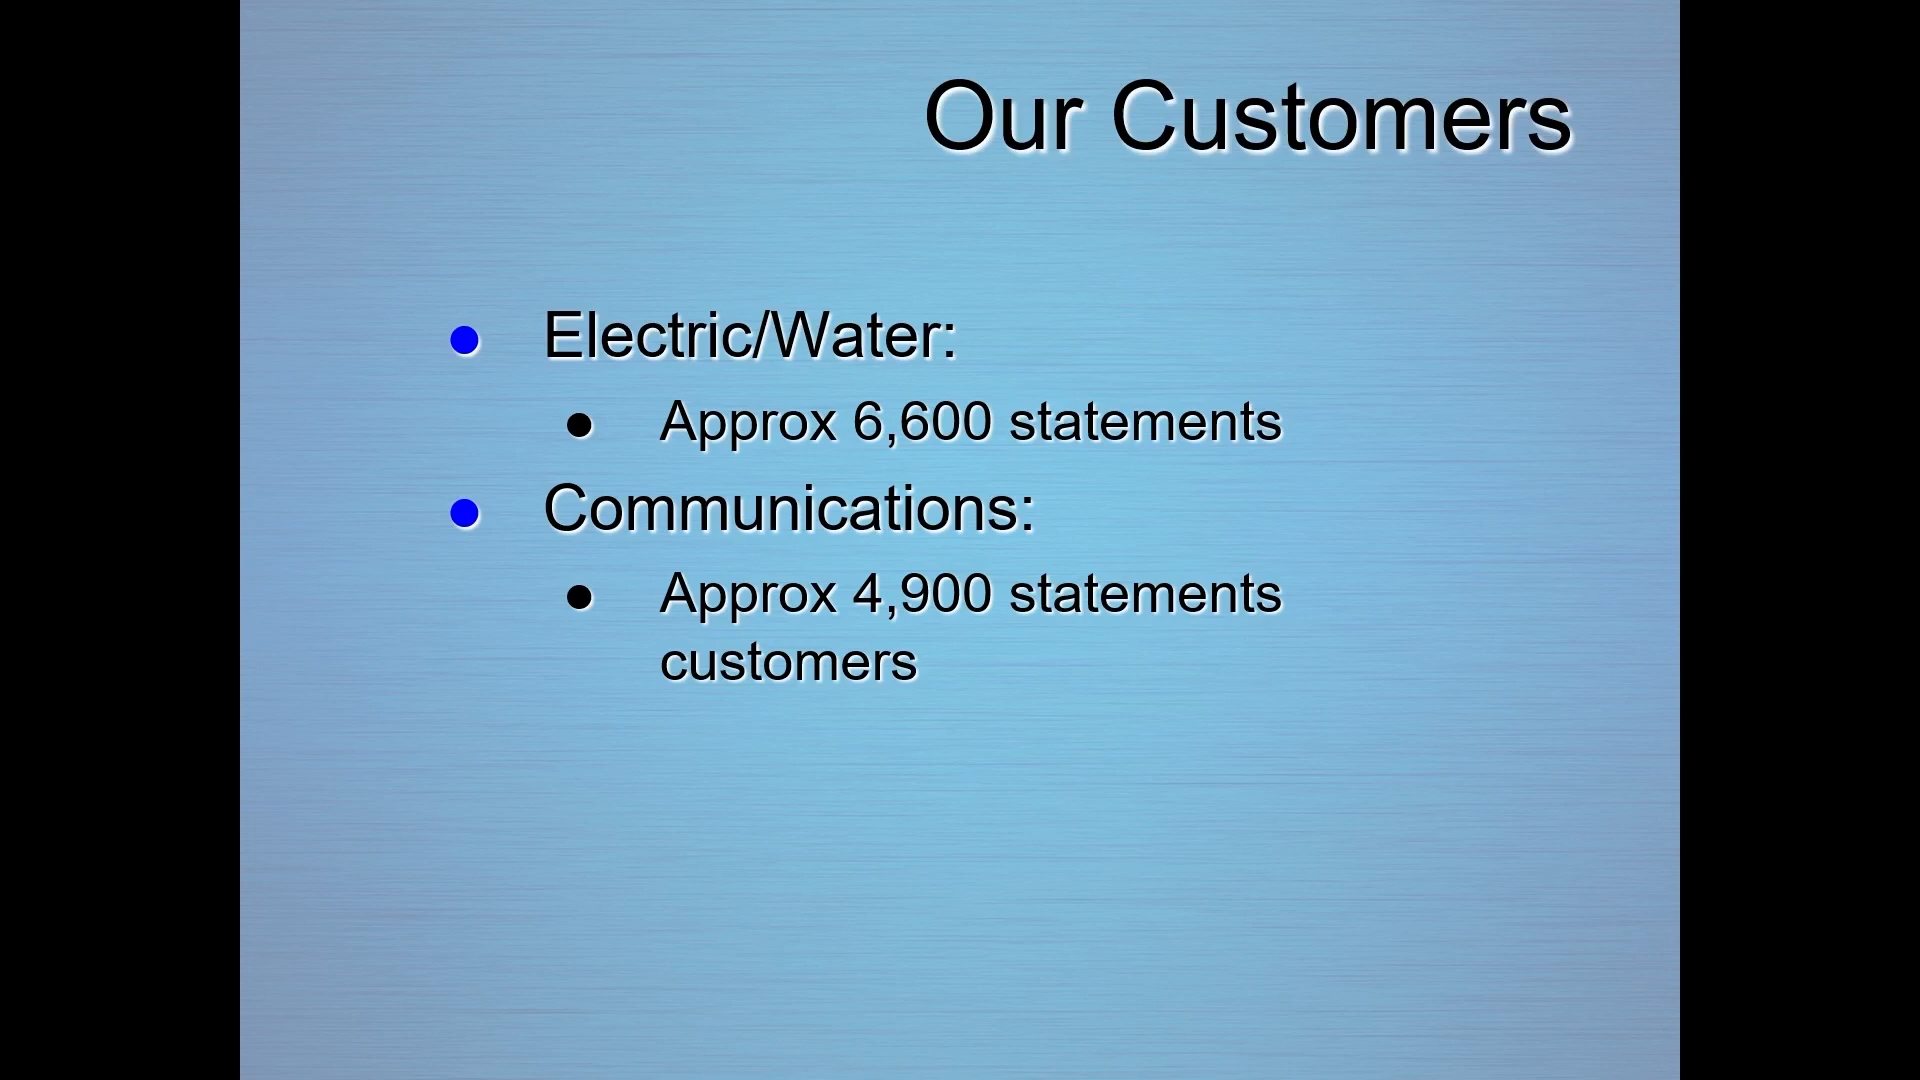 Our Customers
Electric/Water:
Approx 6,600 statements
Communications:
Approx 4,900 statements
customers